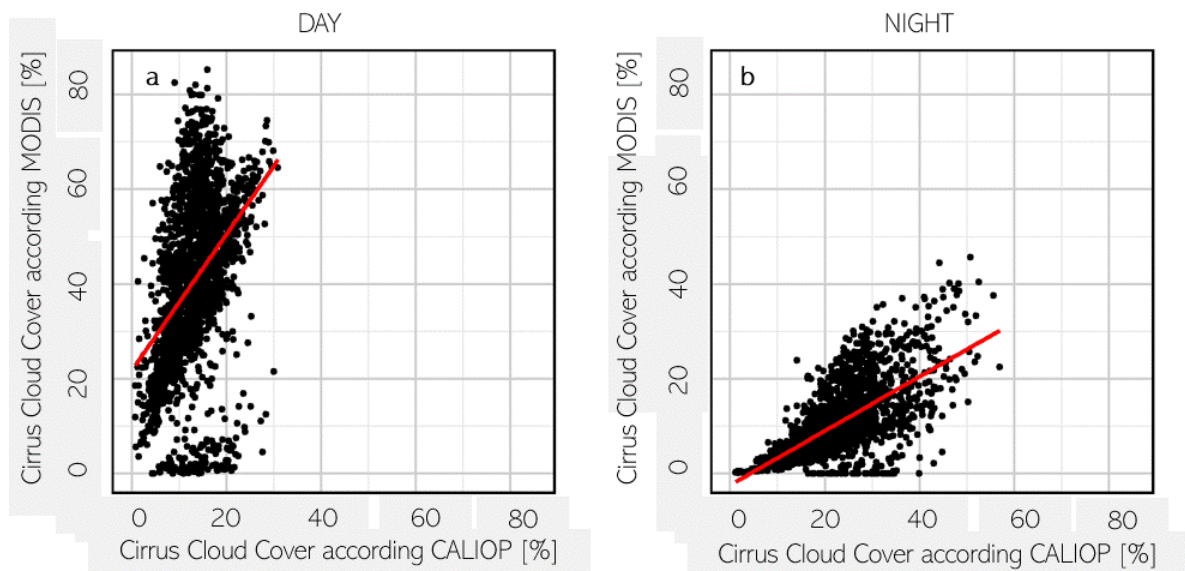 DAY
NIGHT
a
b
Cirrus Cloud Cover according MODIS [%]
80
60
40
20
0
0 20 40 60 80
Cirrus Cloud Cover according CALIOP [%]
Cirrus Cloud Cover according MODIS [%]
80
60
40
20
0
0 20 40 60 80
Cirrus Cloud Cover according CALIOP [%]